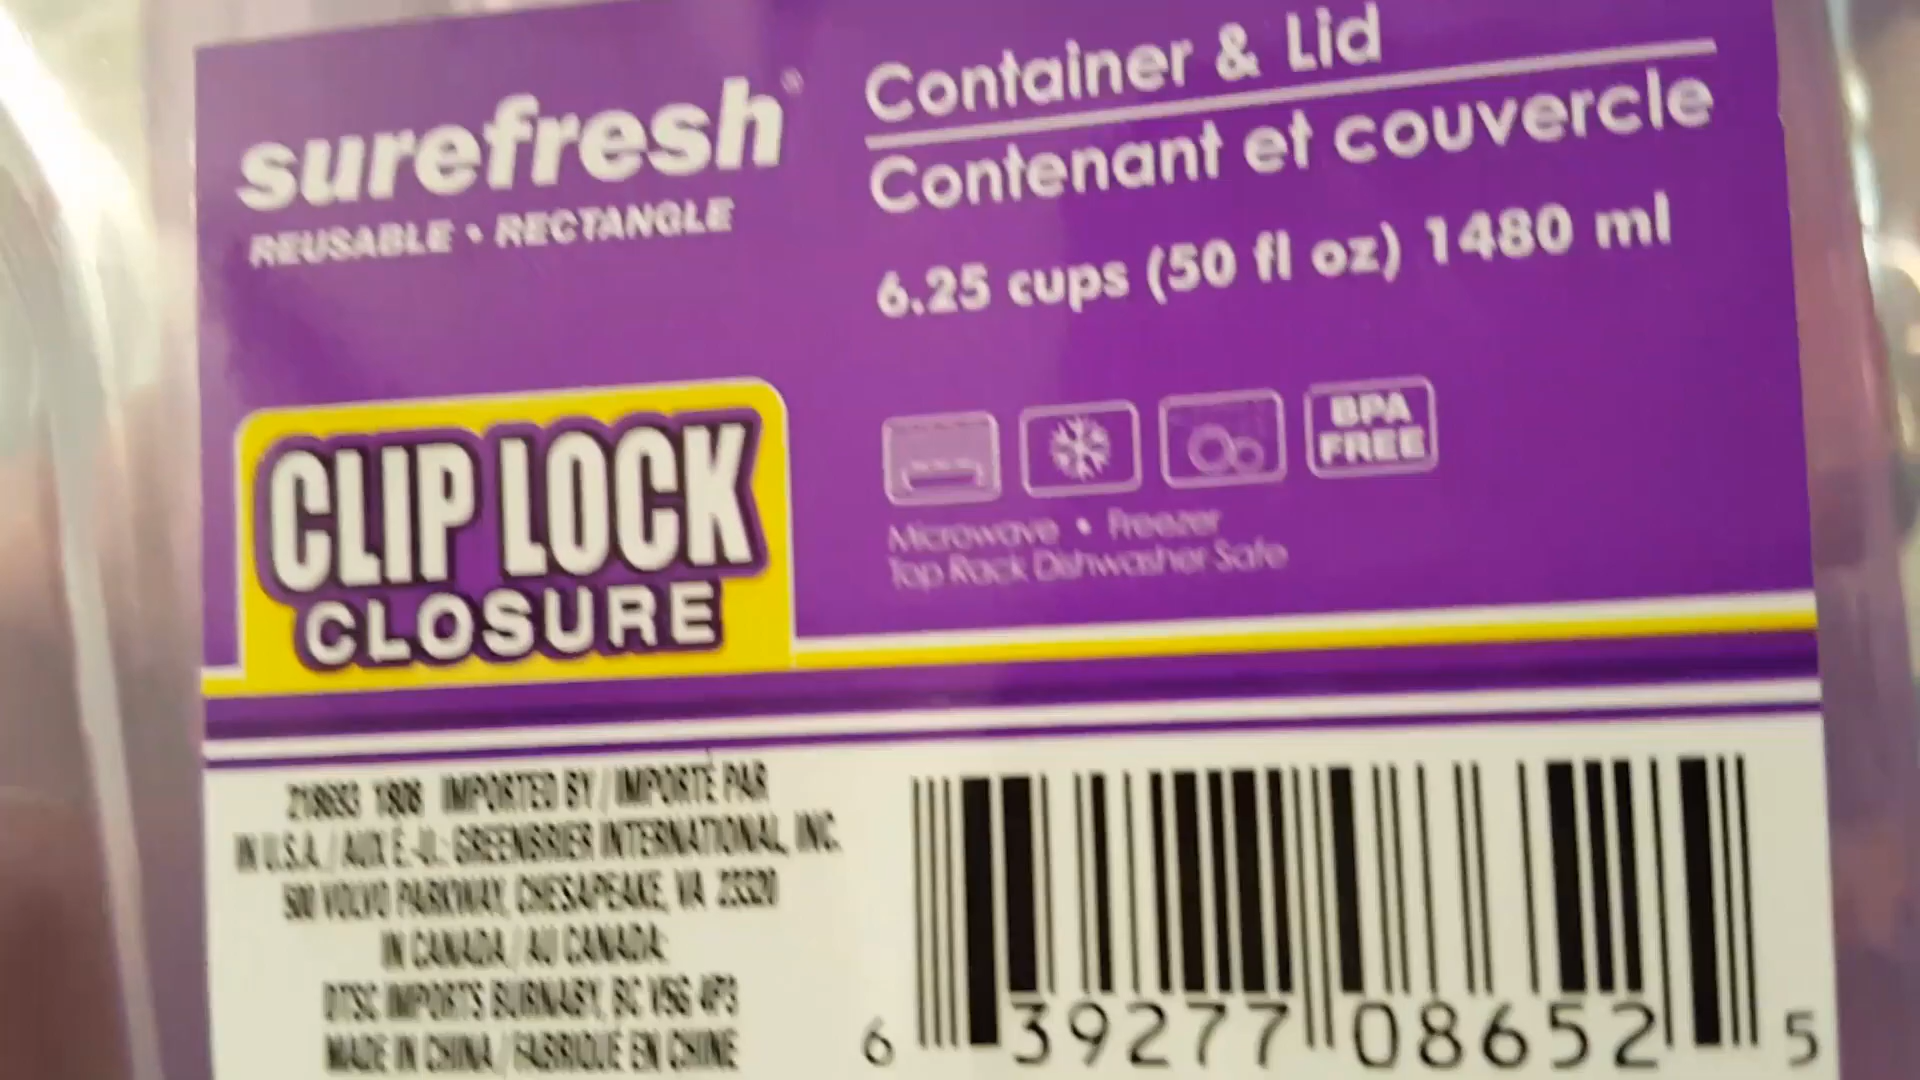 surefresh®
REUSABLE • RECTANGLE
Container & Lid
Contenant et couvercle
6.25 cups (50 fl oz) 1480 ml
CLIP LOCK
CLOSURE
BPA
FREE
Microwave • Freezer
Top Rack Dishwasher Safe
1808 IMPORTED BY / IMPORTÉ PAR
IN U.S.A. / AUX É.-U.: GREENBRIER INTERNATIONAL, INC.
500 VOLVO PARKWAY, CHESAPEAKE, VA 23320
IN CANADA / AU CANADA:
DTSC IMPORTS BURNABY, BC V5G 4P3
MADE IN CHINA / FABRIQUÉ EN CHINE
6 39277 08652 5